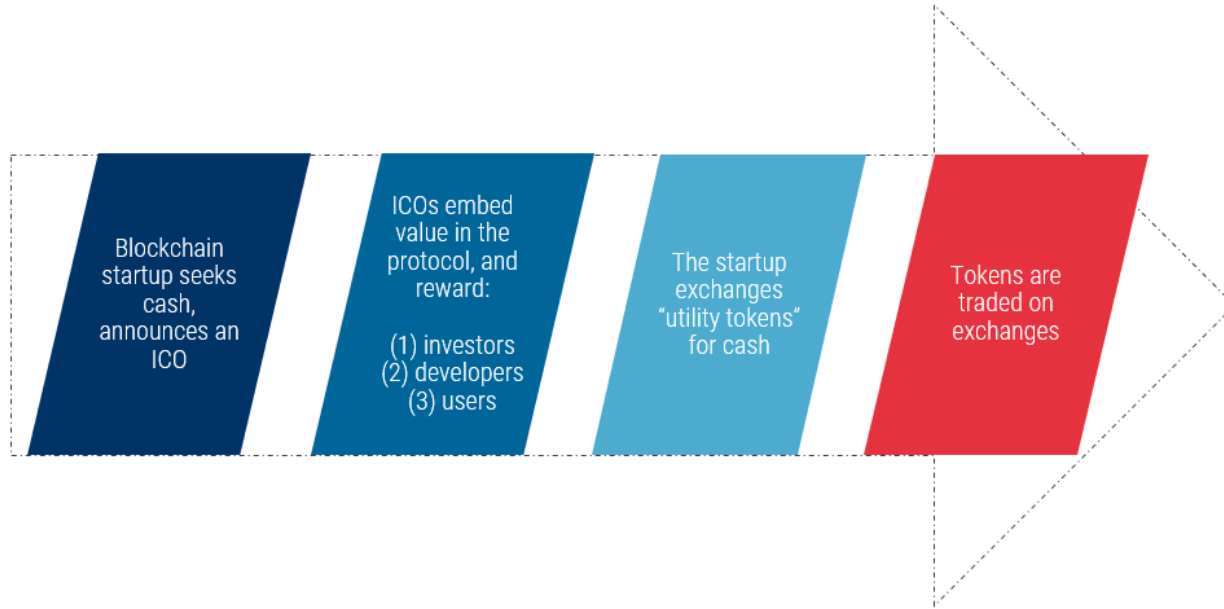 Blockchain
startup seeks
cash,
announces an
ICO
ICOs embed
value in the
protocol, and
reward:
(1) investors
(2) developers
(3) users
The startup
exchanges
“utility tokens”
for cash
Tokens are
traded on
exchanges